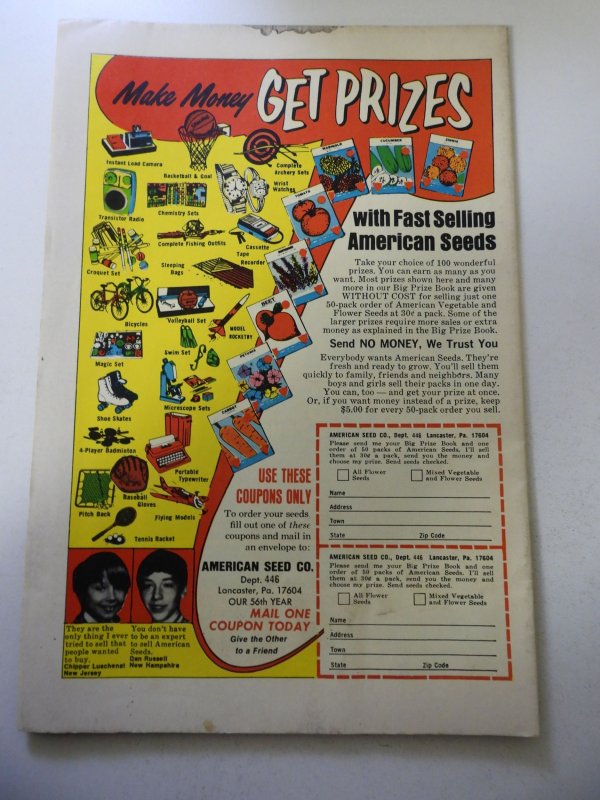 Make Money GET PRIZES
Instant Load Camera
Basketball & Goal
Complete
Archery Sets
Wrist
Watches
Transistor Radio
Chemistry Sets
Complete Fishing Outfits
Cassette
Tape
Recorder
Croquet Set
Sleeping
Bags
Bicycles
Volleyball Set
MODEL
ROCKETRY
Magic Set
Swim Set
Shoe Skates
Microscope Sets
4-Player Badminton
Portable
Typewriter
Pitch Back
Baseball
Gloves
Flying Models
Tennis Racket
MARIGOLD
CUCUMBER
ZINNIA
TOMATO
BEET
PETUNIA
CARROT
with Fast Selling
American Seeds
Take your choice of 100 wonderful
prizes. You can earn as many as you
want. Most prizes shown here and many
more in our Big Prize Book are given
WITHOUT COST for selling just one
50-pack order of American Vegetable and
Flower Seeds at 30¢ a pack. Some of the
larger prizes require more sales or extra
money as explained in the Big Prize Book.
Send NO MONEY, We Trust You
Everybody wants American Seeds. They're
fresh and ready to grow. You'll sell them
quickly to family, friends and neighbors. Many
boys and girls sell their packs in one day.
You can, too — and get your prize at once.
Or, if you want money instead of a prize, keep
$5.00 for every 50-pack order you sell.
USE THESE
COUPONS ONLY
To order your seeds
fill out one of these
coupons and mail in
an envelope to:
AMERICAN SEED CO.
Dept. 446
Lancaster, Pa. 17604
OUR 56th YEAR
MAIL ONE
COUPON TODAY
Give the Other
to a Friend
AMERICAN SEED CO., Dept. 446 Lancaster, Pa. 17604
Please send me your Big Prize Book and one
order of 50 packs of American Seeds. I'll sell
them at 30¢ a pack, send you the money and
choose my prize. Send seeds checked.
All Flower
Seeds
Mixed Vegetable
and Flower Seeds
Name
Address
Town
State Zip Code
AMERICAN SEED CO., Dept. 446 Lancaster, Pa. 17604
Please send me your Big Prize Book and one
order of 50 packs of American Seeds. I'll sell
them at 30¢ a pack, send you the money and
choose my prize. Send seeds checked.
All Flower
Seeds
Mixed Vegetable
and Flower Seeds
Name
Address
Town
State Zip Code
They are the
only thing I ever
tried to sell that
people wanted
to buy.
Chipper Luschenat
New Jersey
You don't have
to be an expert
to sell American
Seeds.
Dan Russell
New Hampshire